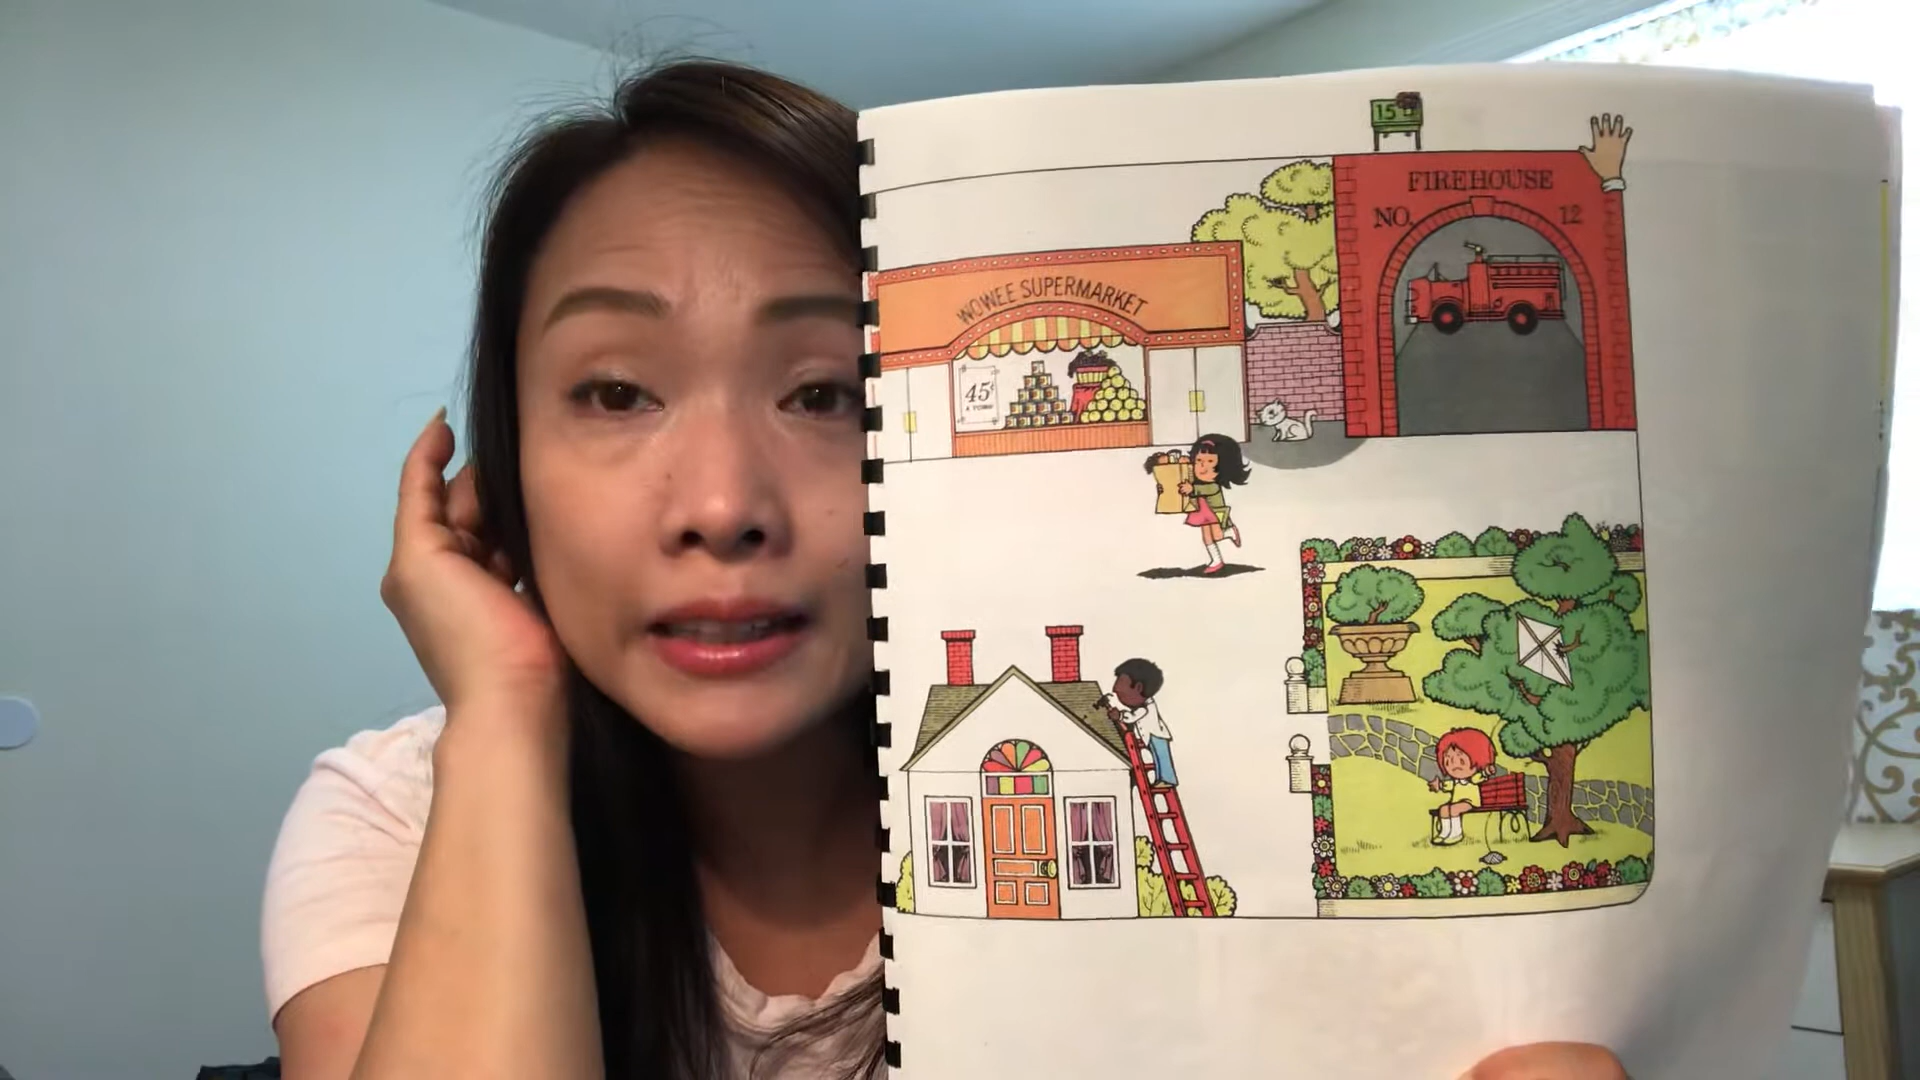 15¢
FIREHOUSE
NO. 12
WOWEE SUPERMARKET
45¢